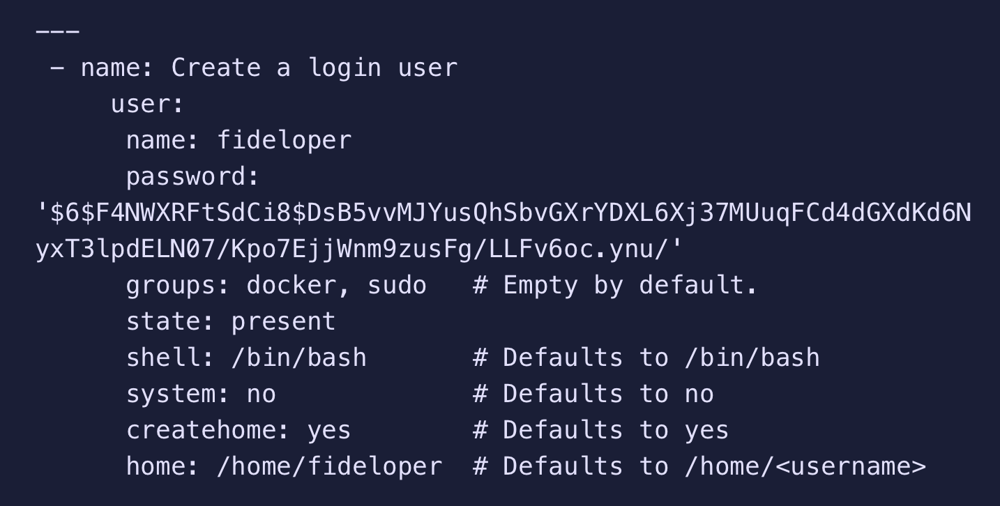 ---
 - name: Create a login user
     user:
      name: fideloper
      password:
'$6$F4NWXRFtSdCi8$DsB5vvMJYusQhSbvGXrYDXL6Xj37MUuqFCd4dGXdKd6N
yxT3lpdELN07/Kpo7EjjWnm9zusFg/LLFv6oc.ynu/'
      groups: docker, sudo   # Empty by default.
      state: present
      shell: /bin/bash       # Defaults to /bin/bash
      system: no             # Defaults to no
      createhome: yes        # Defaults to yes
      home: /home/fideloper  # Defaults to /home/<username>